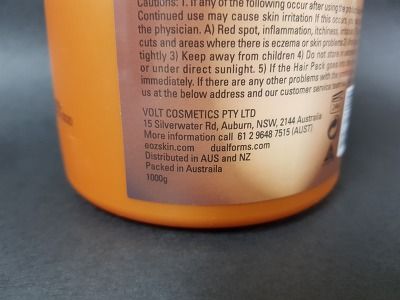 Cautions: 1. If any of the following occur after using the
Continued use may cause skin irritation If this occurs,
the physician. A) Red spot, inflammation, itchiness,
cuts and areas where there is eczema or skin problems
tightly 3) Keep away from children 4) Do not store in
or under direct sunlight. 5) If the Hair Pack goes into
immediately. If there are any other problems with the
us at the below address and our customer service
VOLT COSMETICS PTY LTD
15 Silverwater Rd, Auburn, NSW, 2144 Australia
More information call 61 2 9648 7515 (AUST)
eozskin.com dualforms.com
Distributed in AUS and NZ
Packed in Austraila
1000g